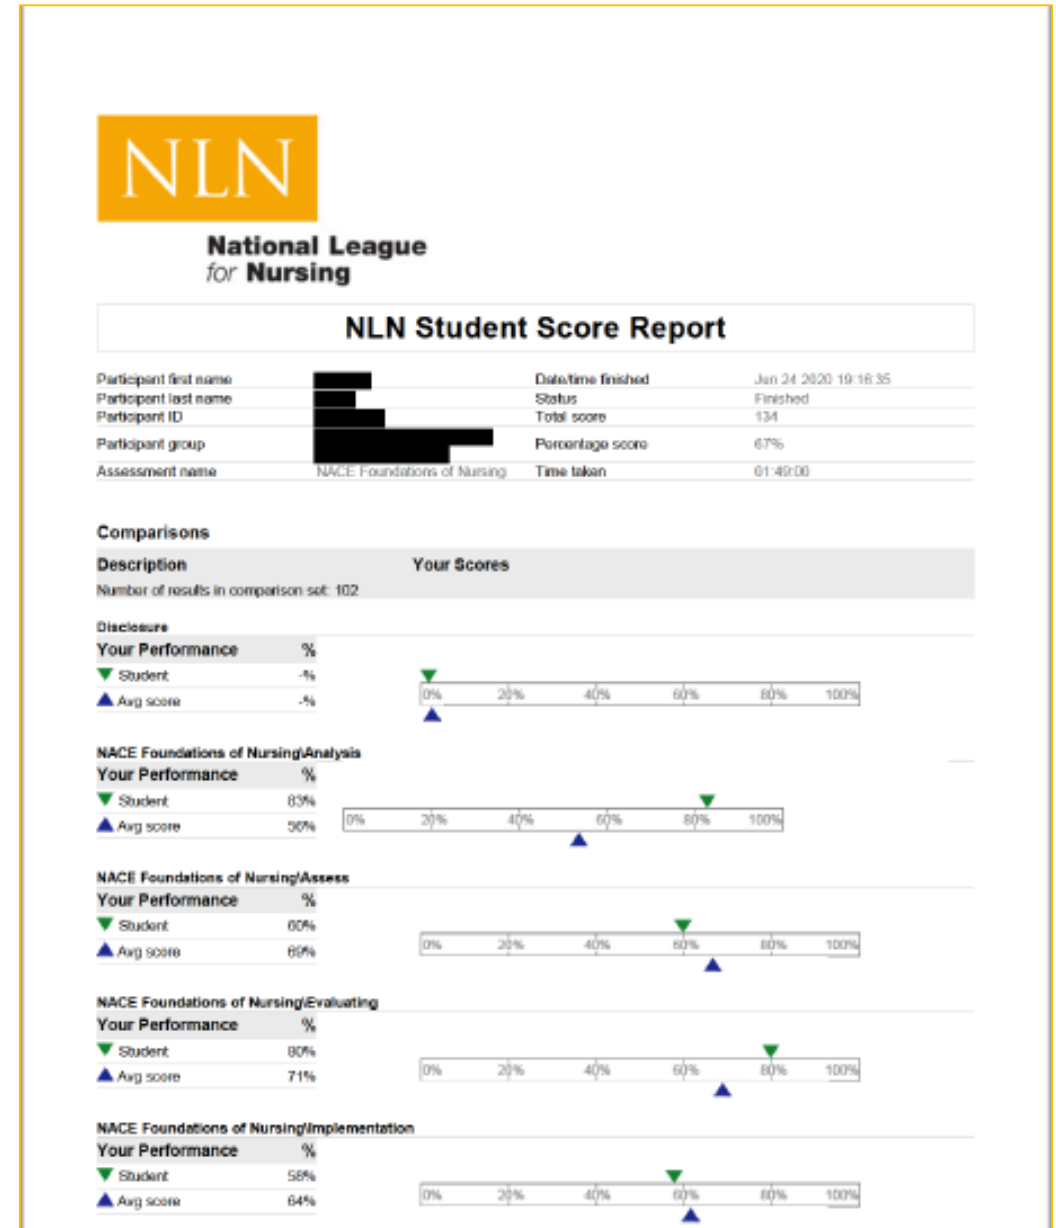 NLN
National League
for Nursing
NLN Student Score Report
Participant first name Date/time finished Jun 24 2020 19:16:35
Participant last name Status Finished
Participant ID Total score 134
Participant group Percentage score 67%
Assessment name NACE Foundations of Nursing Time taken 01:49:00
Comparisons
Description Your Scores
Number of results in comparison set: 102
Disclosure
Your Performance %
Student -%
0% 20% 40% 60% 80% 100%
Avg score -%
NACE Foundations of Nursing\Analysis
Your Performance %
Student 83%
0% 20% 40% 60% 80% 100%
Avg score 56%
NACE Foundations of Nursing\Assess
Your Performance %
Student 60%
0% 20% 40% 60% 80% 100%
Avg score 69%
NACE Foundations of Nursing\Evaluating
Your Performance %
Student 80%
0% 20% 40% 60% 80% 100%
Avg score 71%
NACE Foundations of Nursing\Implementation
Your Performance %
Student 58%
0% 20% 40% 60% 80% 100%
Avg score 64%